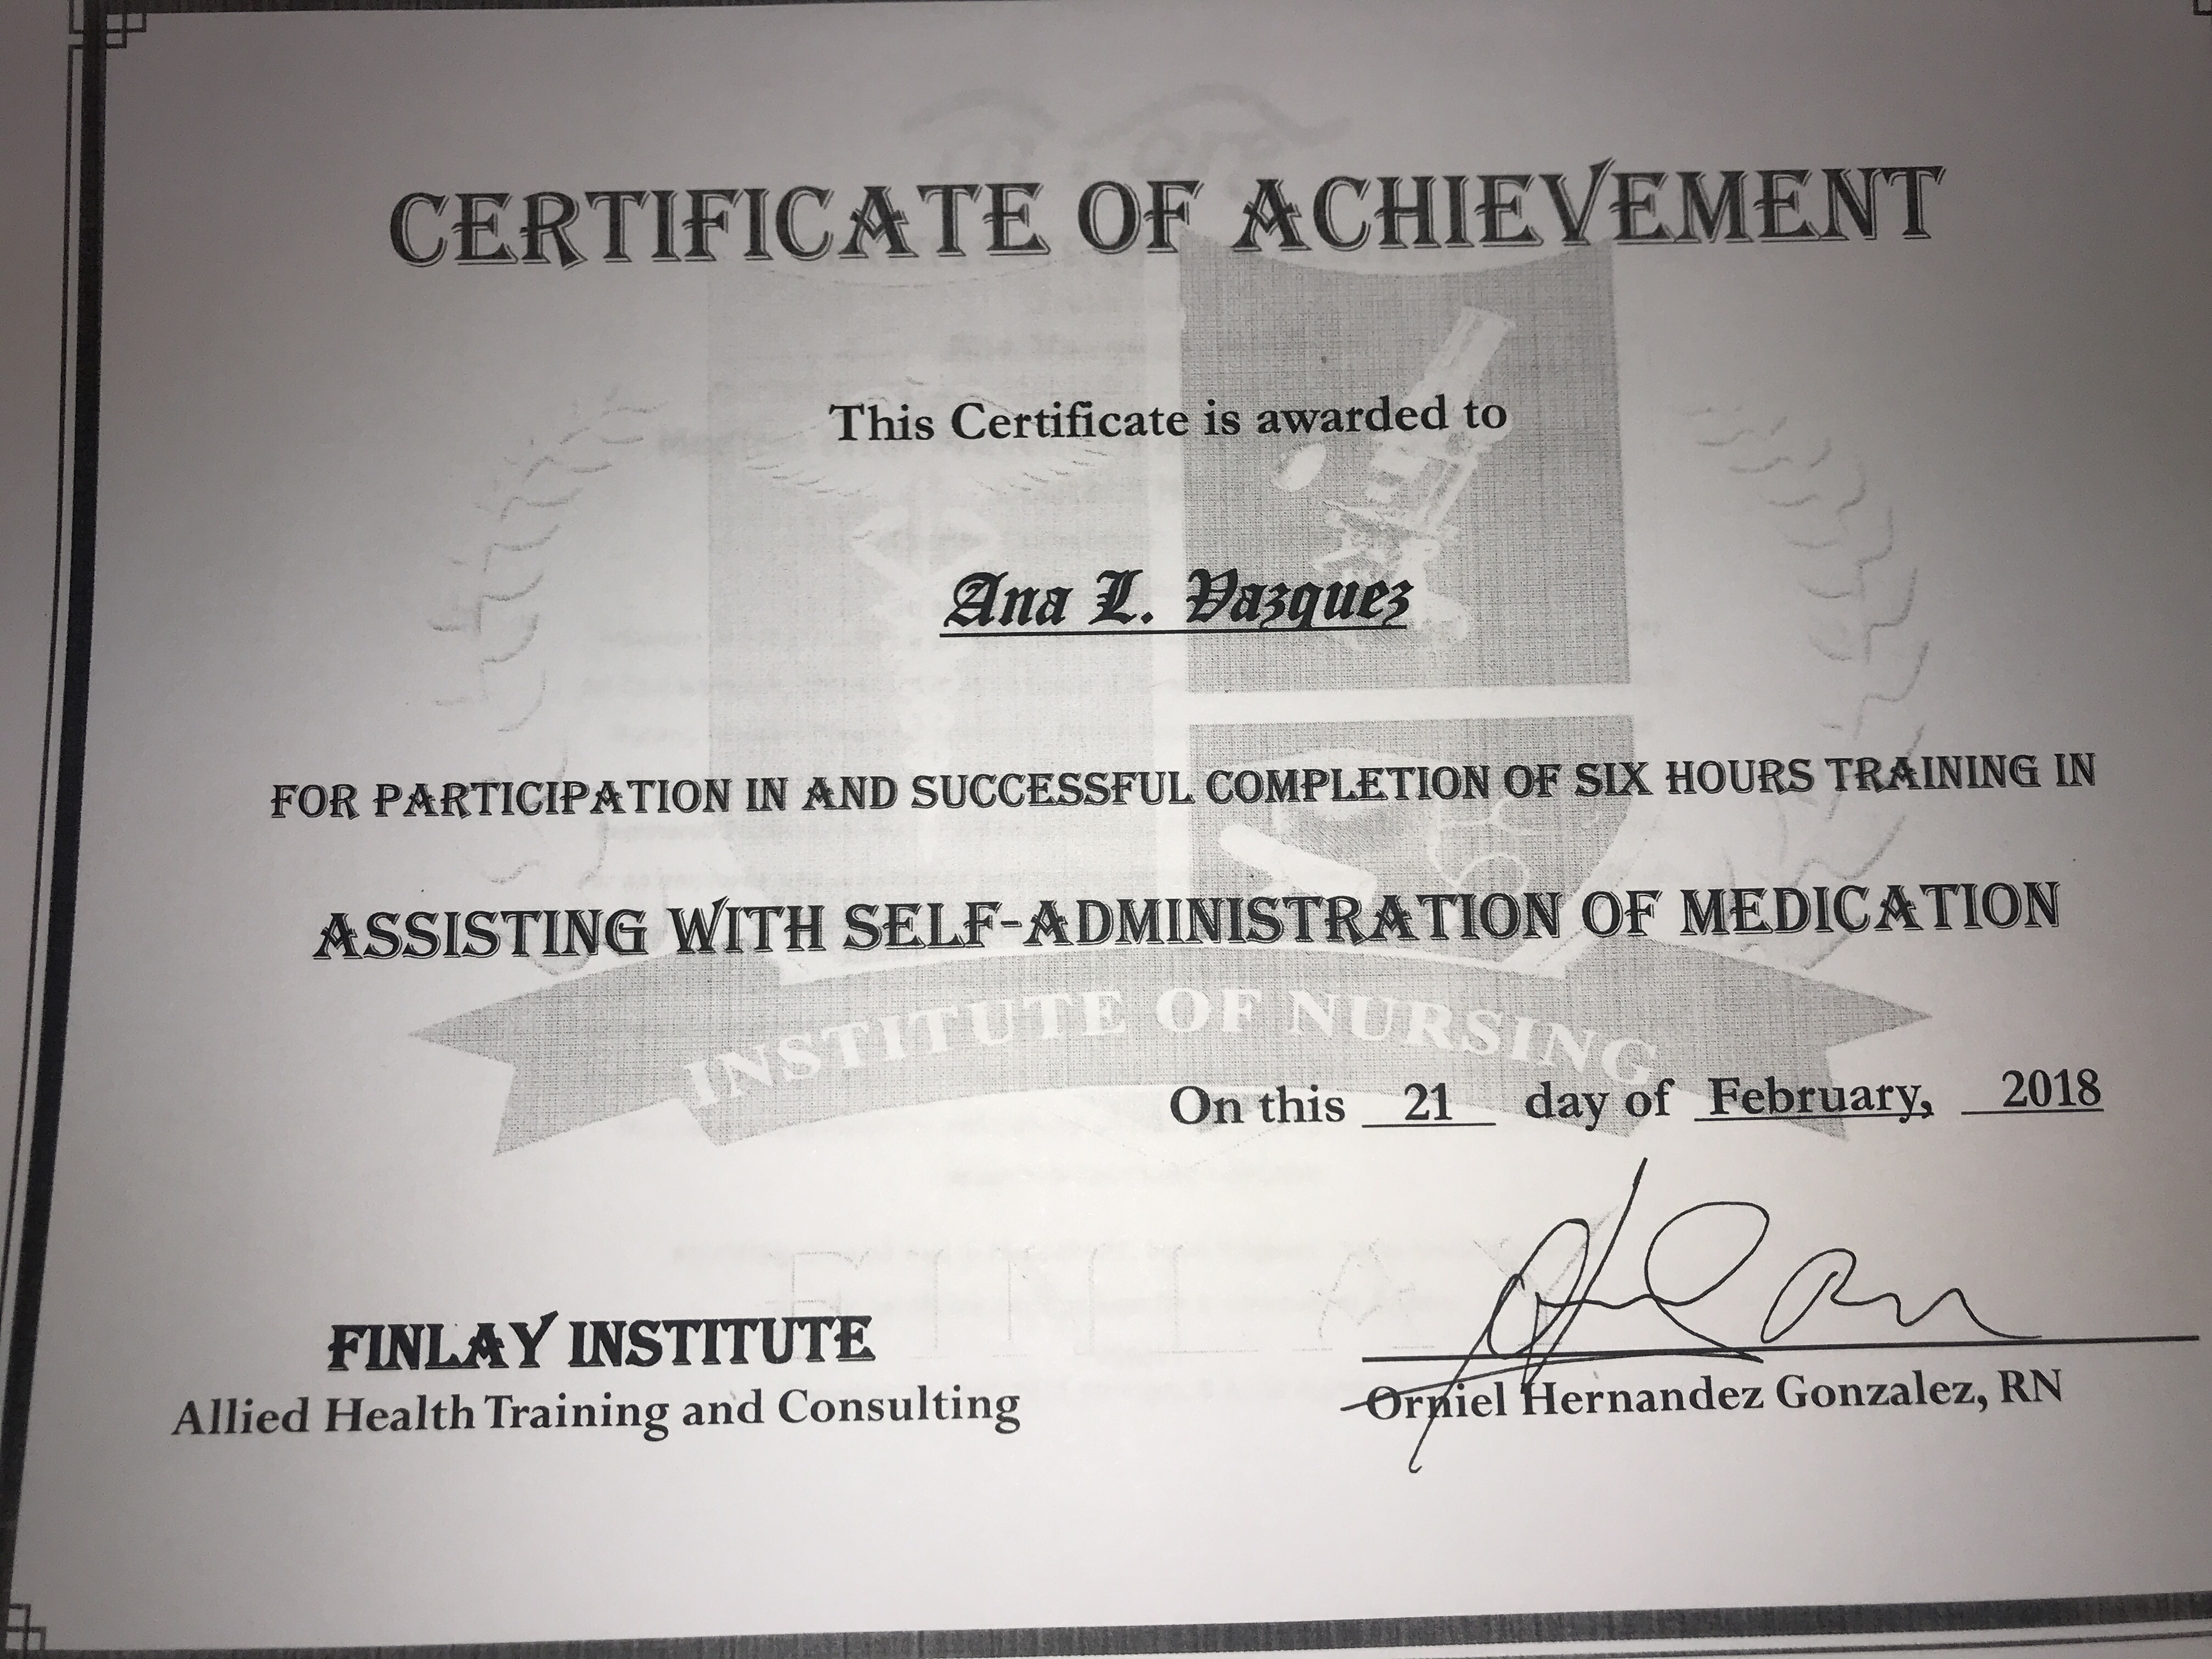 CERTIFICATE OF ACHIEVEMENT
This Certificate is awarded to
Ana L. Vazquez
FOR PARTICIPATION IN AND SUCCESSFUL COMPLETION OF SIX HOURS TRAINING IN
ASSISTING WITH SELF-ADMINISTRATION OF MEDICATION
INSTITUTE OF NURSING
On this 21 day of February, 2018
FINLAY INSTITUTE
Allied Health Training and Consulting
Orniel Hernandez Gonzalez, RN